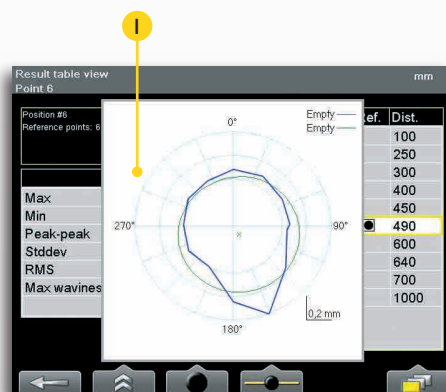 I
Result table view
mm
Point 6
Position #6
Reference points: 6
Max
Min
Peak-peak
Stddev
RMS
Max wavines
0°
90°
180°
270°
Empty
Empty
0,2 mm
ef. Dist.
100
250
300
400
450
490
600
640
700
1000